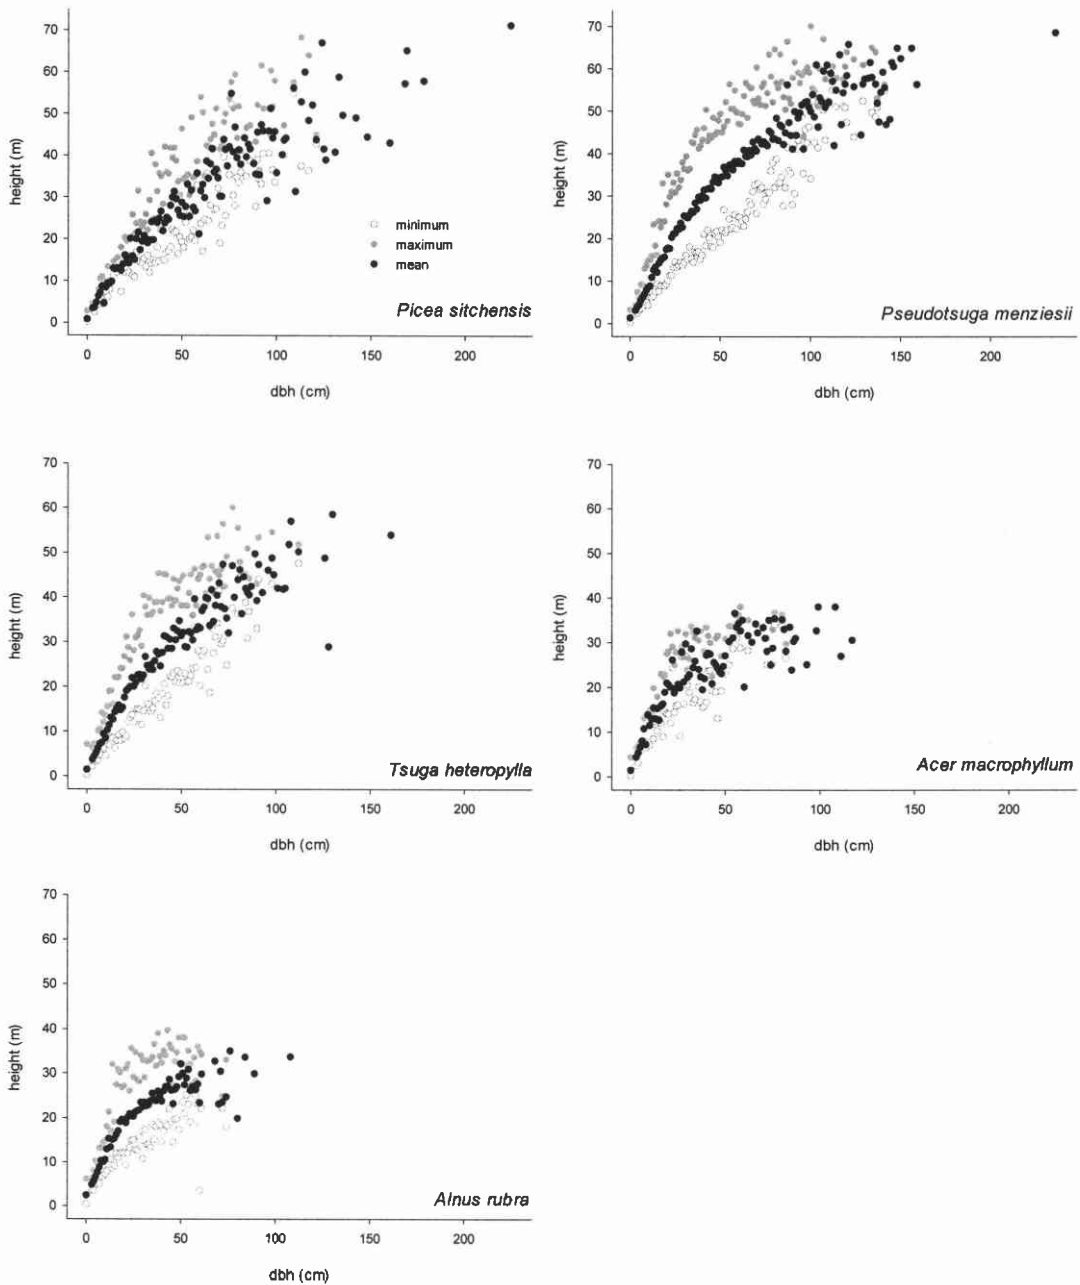 70
60
50
40
30
20
10
0
height (m)
minimum
maximum
mean
Picea sitchensis
0 50 100 150 200
dbh (cm)
70
60
50
40
30
20
10
0
height (m)
Pseudotsuga menziesii
0 50 100 150 200
dbh (cm)
70
60
50
40
30
20
10
0
height (m)
Tsuga heteropylla
0 50 100 150 200
dbh (cm)
70
60
50
40
30
20
10
0
height (m)
Acer macrophyllum
0 50 100 150 200
dbh (cm)
70
60
50
40
30
20
10
0
height (m)
Alnus rubra
0 50 100 150 200
dbh (cm)